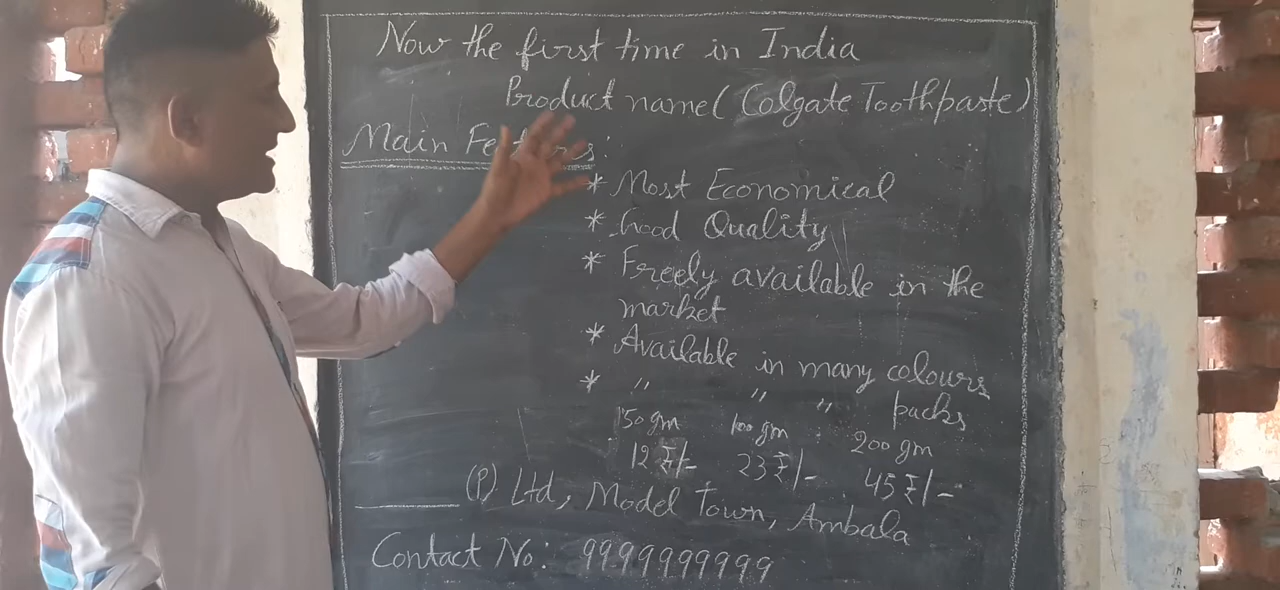 Now the first time in India
Product name (Colgate Toothpaste)
Main :
* Most Economical
* Good Quality
* Freely available in the
market
* Available in many colours
* " " " packs
150 gm 100 gm 200 gm
12 ₹/- 23 ₹/- 45 ₹/-
(P) Ltd, Model Town, Ambala
Contact No: 9999999999